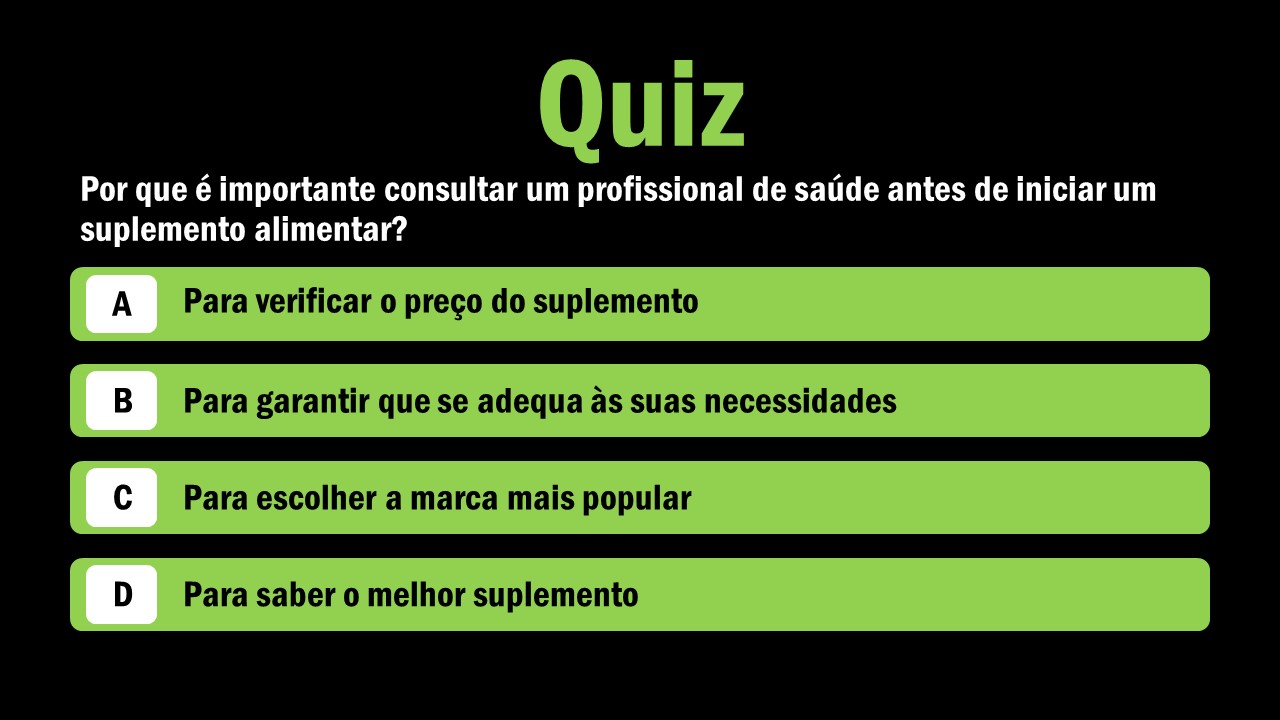 Quiz
Por que é importante consultar um profissional de saúde antes de iniciar um
suplemento alimentar?
A Para verificar o preço do suplemento
B Para garantir que se adequa às suas necessidades
C Para escolher a marca mais popular
D Para saber o melhor suplemento